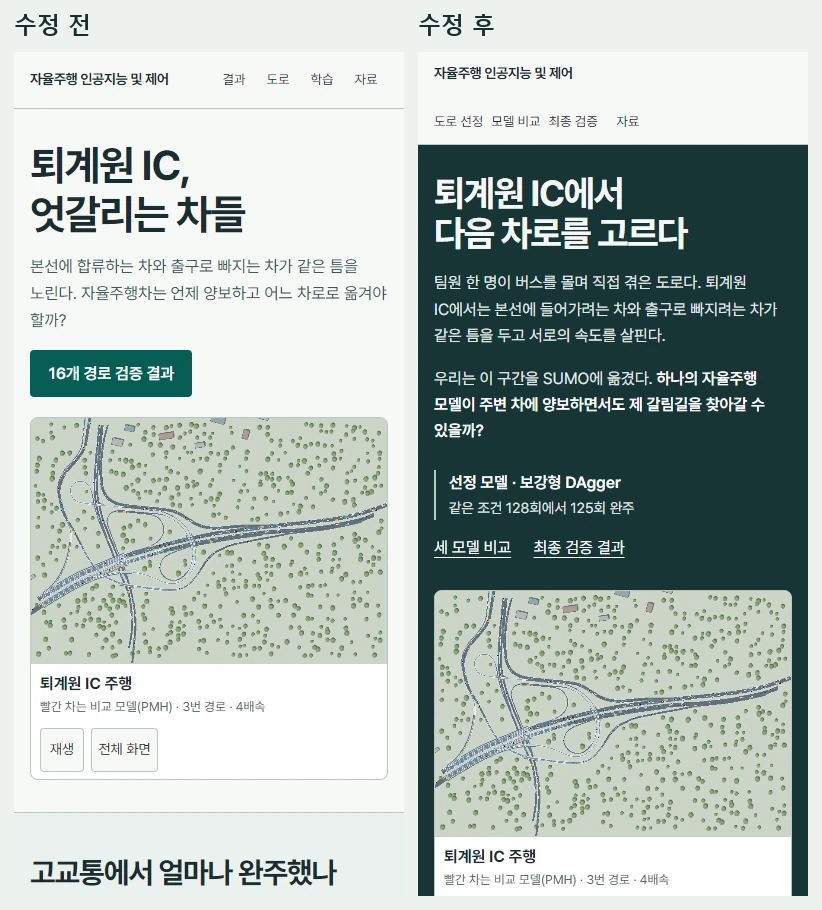 수정 전
자율주행 인공지능 및 제어
결과 도로 학습 자료
퇴계원 IC,
엇갈리는 차들
본선에 합류하는 차와 출구로 빠지는 차가 같은 틈을
노린다. 자율주행차는 언제 양보하고 어느 차로로 옮겨야
할까?
16개 경로 검증 결과
퇴계원 IC 주행
빨간 차는 비교 모델(PMH) · 3번 경로 · 4배속
재생 전체 화면
고교통에서 얼마나 완주했나
수정 후
자율주행 인공지능 및 제어
도로 선정 모델 비교 최종 검증 자료
퇴계원 IC에서
다음 차로를 고르다
팀원 한 명이 버스를 몰며 직접 겪은 도로다. 퇴계원
IC에서는 본선에 들어가려는 차와 출구로 빠지려는 차가
같은 틈을 두고 서로의 속도를 살핀다.
우리는 이 구간을 SUMO에 옮겼다. 하나의 자율주행
모델이 주변 차에 양보하면서도 제 갈림길을 찾아갈 수
있을까?
선정 모델 · 보강형 DAgger
같은 조건 128회에서 125회 완주
세 모델 비교 최종 검증 결과
퇴계원 IC 주행
빨간 차는 비교 모델(PMH) · 3번 경로 · 4배속